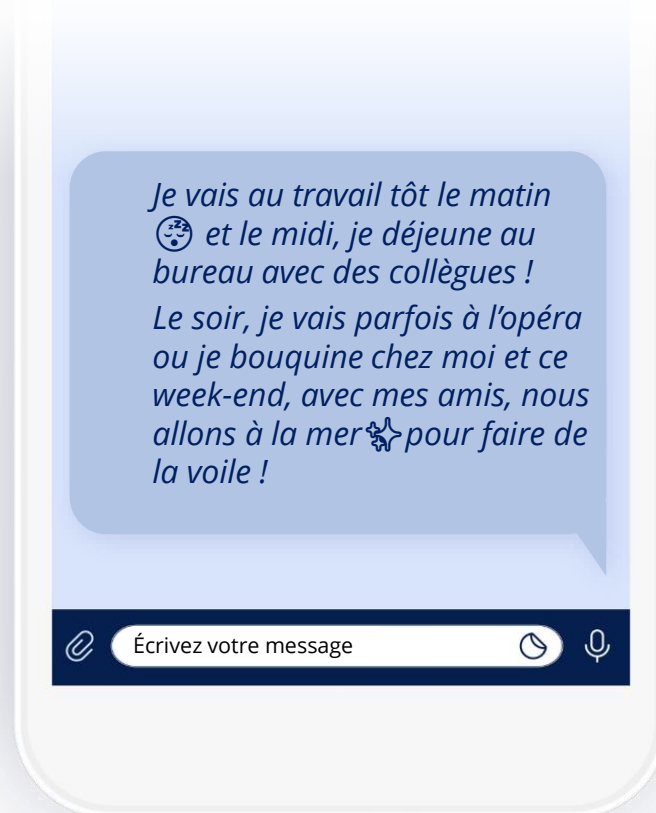 Je vais au travail tôt le matin
😴 et le midi, je déjeune au
bureau avec des collègues !
Le soir, je vais parfois à l’opéra
ou je bouquine chez moi et ce
week-end, avec mes amis, nous
allons à la mer✨pour faire de
la voile !
Écrivez votre message